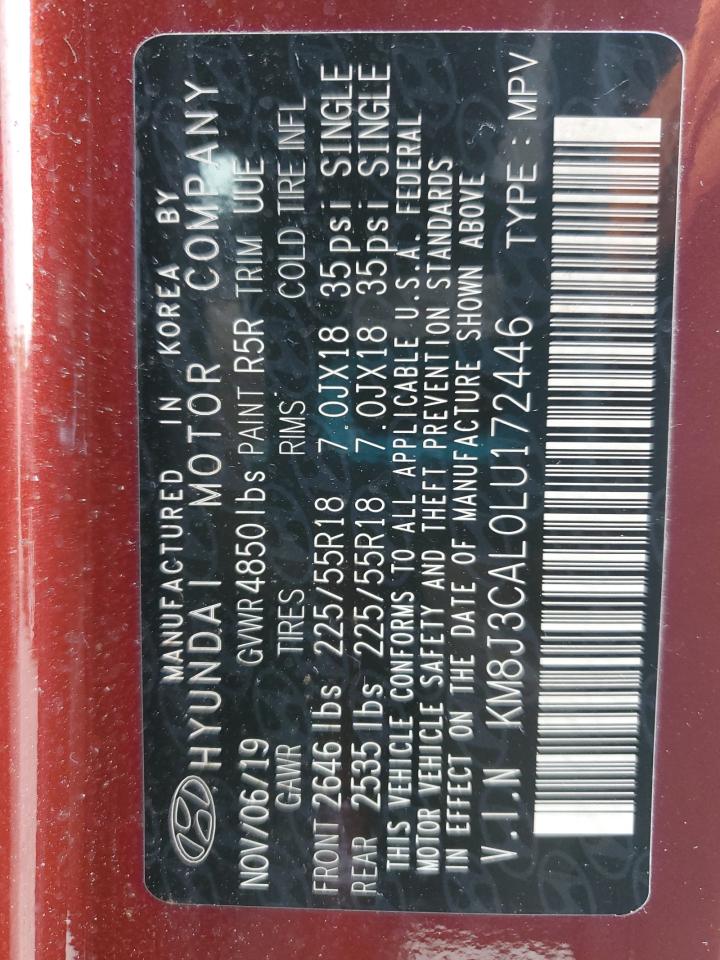 MANUFACTURED IN KOREA BY
HYUNDAI MOTOR COMPANY
NOV/06/19 GVWR 4850 lbs PAINT R5R TRIM UUE
GAWR TIRES RIMS COLD TIRE INFL
FRONT 2646 lbs 225/55R18 7.0JX18 35psi SINGLE
REAR 2535 lbs 225/55R18 7.0JX18 35psi SINGLE
THIS VEHICLE CONFORMS TO ALL APPLICABLE U.S.A. FEDERAL
MOTOR VEHICLE SAFETY AND THEFT PREVENTION STANDARDS
IN EFFECT ON THE DATE OF MANUFACTURE SHOWN ABOVE
V.I.N KM8J3CAL0LU172446 TYPE : MPV